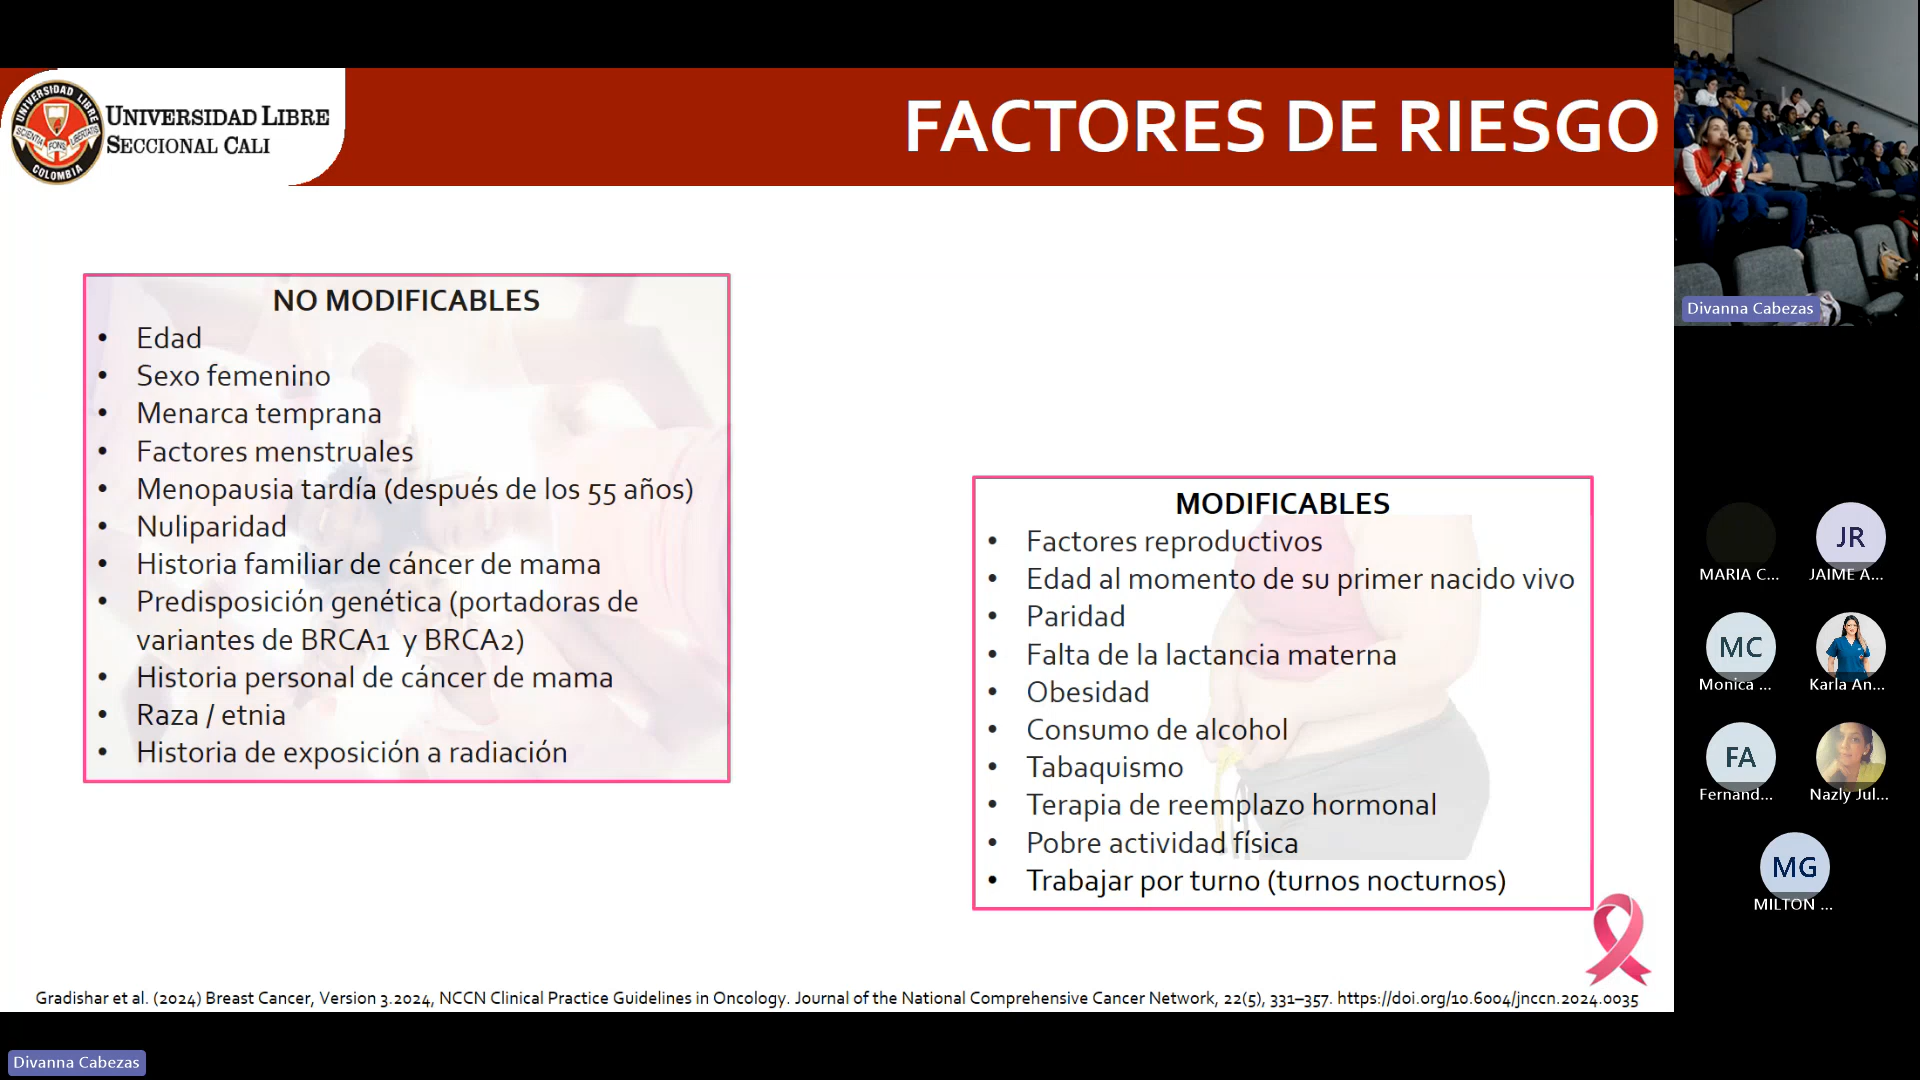 UNIVERSIDAD LIBRE
SECCIONAL CALI
UNIVERSIDAD LIBRE
SCIENTIA FONS LIBERTATIS
COLOMBIA
FACTORES DE RIESGO
NO MODIFICABLES
• Edad
• Sexo femenino
• Menarca temprana
• Factores menstruales
• Menopausia tardía (después de los 55 años)
• Nuliparidad
• Historia familiar de cáncer de mama
• Predisposición genética (portadoras de
variantes de BRCA1 y BRCA2)
• Historia personal de cáncer de mama
• Raza / etnia
• Historia de exposición a radiación
MODIFICABLES
• Factores reproductivos
• Edad al momento de su primer nacido vivo
• Paridad
• Falta de la lactancia materna
• Obesidad
• Consumo de alcohol
• Tabaquismo
• Terapia de reemplazo hormonal
• Pobre actividad física
• Trabajar por turno (turnos nocturnos)
Gradishar et al. (2024) Breast Cancer, Version 3.2024, NCCN Clinical Practice Guidelines in Oncology. Journal of the National Comprehensive Cancer Network, 22(5), 331–357. https://doi.org/10.6004/jnccn.2024.0035
Divanna Cabezas
Divanna Cabezas
JR
MARIA C...
JAIME A...
MC
Monica ...
Karla An...
FA
Fernand...
Nazly Jul...
MG
MILTON ...